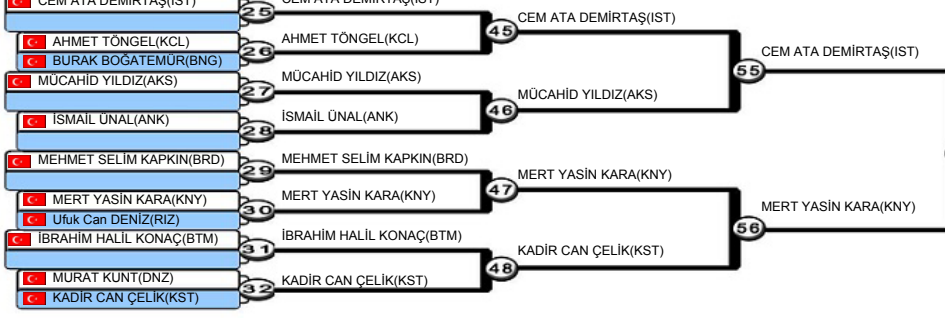 CEM ATA DEMİRTAŞ(IST)
25
CEM ATA DEMİRTAŞ(IST)
AHMET TÖNGEL(KCL)
BURAK BOĞATEMÜR(BNG)
26
AHMET TÖNGEL(KCL)
45
CEM ATA DEMİRTAŞ(IST)
MÜCAHİD YILDIZ(AKS)
27
MÜCAHİD YILDIZ(AKS)
İSMAİL ÜNAL(ANK)
28
İSMAİL ÜNAL(ANK)
46
MÜCAHİD YILDIZ(AKS)
55
CEM ATA DEMİRTAŞ(IST)
MEHMET SELİM KAPKIN(BRD)
29
MEHMET SELİM KAPKIN(BRD)
MERT YASİN KARA(KNY)
Ufuk Can DENİZ(RIZ)
30
MERT YASİN KARA(KNY)
47
MERT YASİN KARA(KNY)
İBRAHİM HALİL KONAÇ(BTM)
31
İBRAHİM HALİL KONAÇ(BTM)
MURAT KUNT(DNZ)
KADİR CAN ÇELİK(KST)
32
KADİR CAN ÇELİK(KST)
48
KADİR CAN ÇELİK(KST)
56
MERT YASİN KARA(KNY)